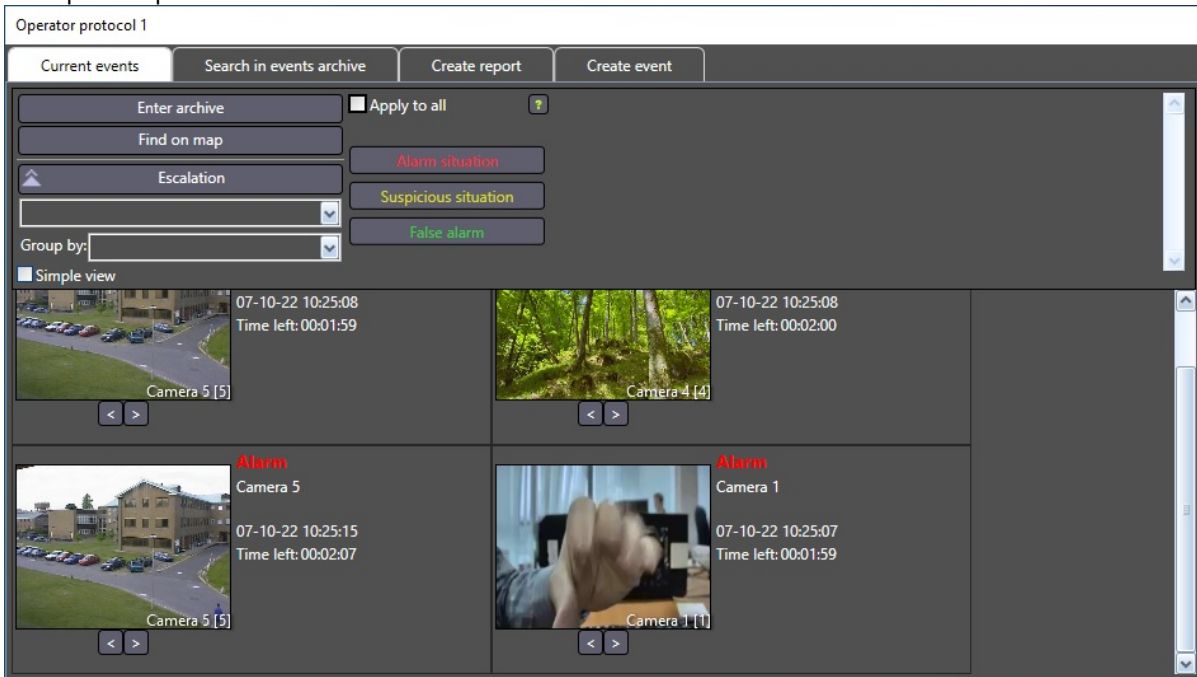 Operator protocol 1
Current events
Search in events archive
Create report
Create event
Enter archive
Apply to all
?
Find on map
Alarm situation
Escalation
Suspicious situation
Group by:
False alarm
Simple view
07-10-22 10:25:08
Time left: 00:01:59
Camera 5 [5]
< >
07-10-22 10:25:08
Time left: 00:02:00
Camera 4 [4]
< >
Alarm
Camera 5
07-10-22 10:25:15
Time left: 00:02:07
Camera 5 [5]
< >
Alarm
Camera 1
07-10-22 10:25:07
Time left: 00:01:59
Camera 1 [1]
< >